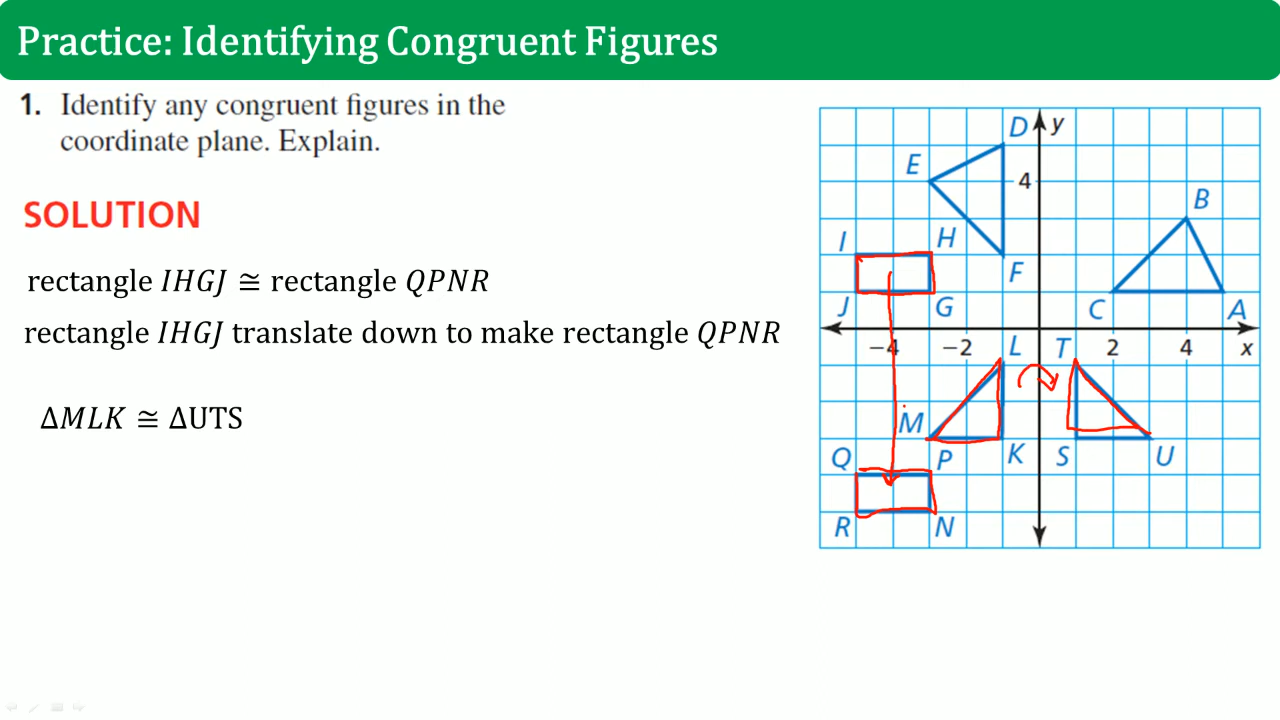 Practice: Identifying Congruent Figures
1. Identify any congruent figures in the
coordinate plane. Explain.
SOLUTION
rectangle IHGJ ≅ rectangle QPNR
rectangle IHGJ translate down to make rectangle QPNR
ΔMLK ≅ ΔUTS
D y
E 4
B
I H
F
J G C A
−4 −2 L T 2 4 x
M
Q P K S U
R N